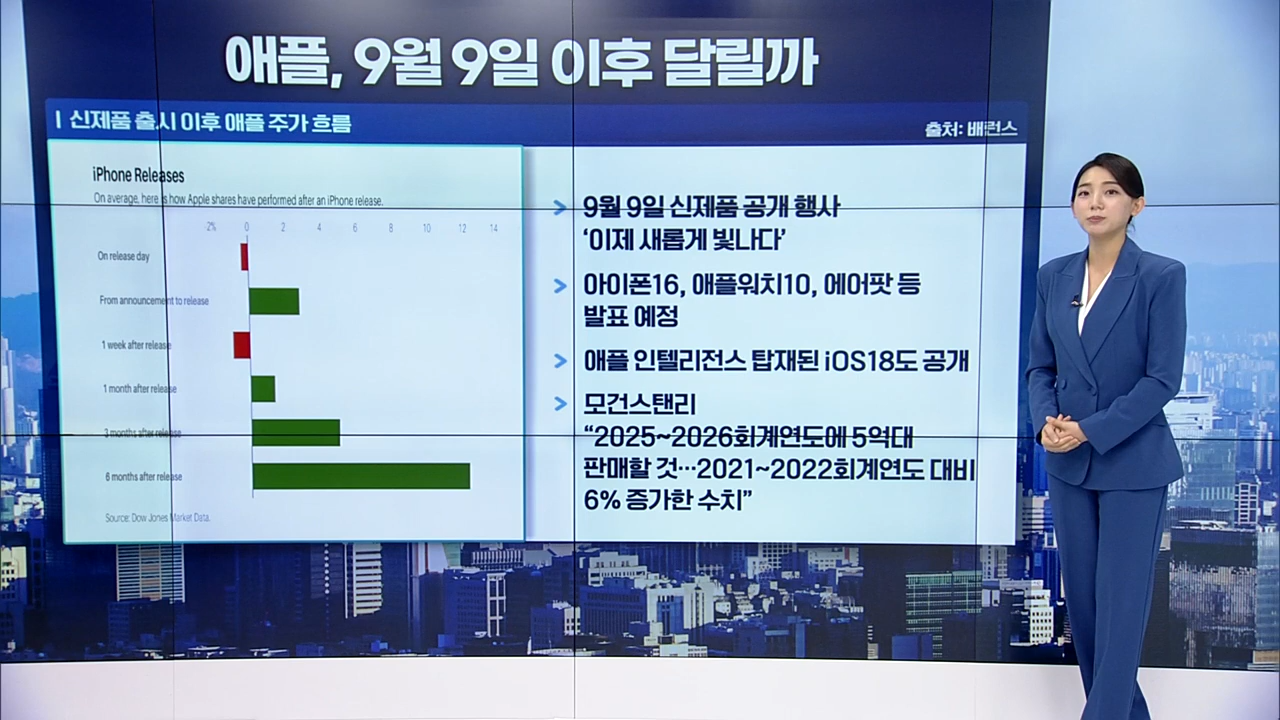 애플, 9월 9일 이후 달릴까
신제품 출시 이후 애플 주가 흐름
출처: 배런스
iPhone Releases
On average, here is how Apple shares have performed after an iPhone release.
-2% 0 2 4 6 8 10 12 14
On release day
From announcement to release
1 week after release
1 month after release
3 months after release
6 months after release
Source: Dow Jones Market Data.
> 9월 9일 신제품 공개 행사
‘이제 새롭게 빛나다’
> 아이폰16, 애플워치10, 에어팟 등
발표 예정
> 애플 인텔리전스 탑재된 iOS18도 공개
> 모건스탠리
“2025~2026회계연도에 5억대
판매할 것…2021~2022회계연도 대비
6% 증가한 수치”